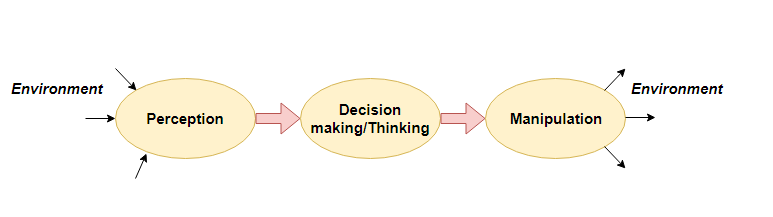 Environment
Perception
Decision
making/Thinking
Manipulation
Environment